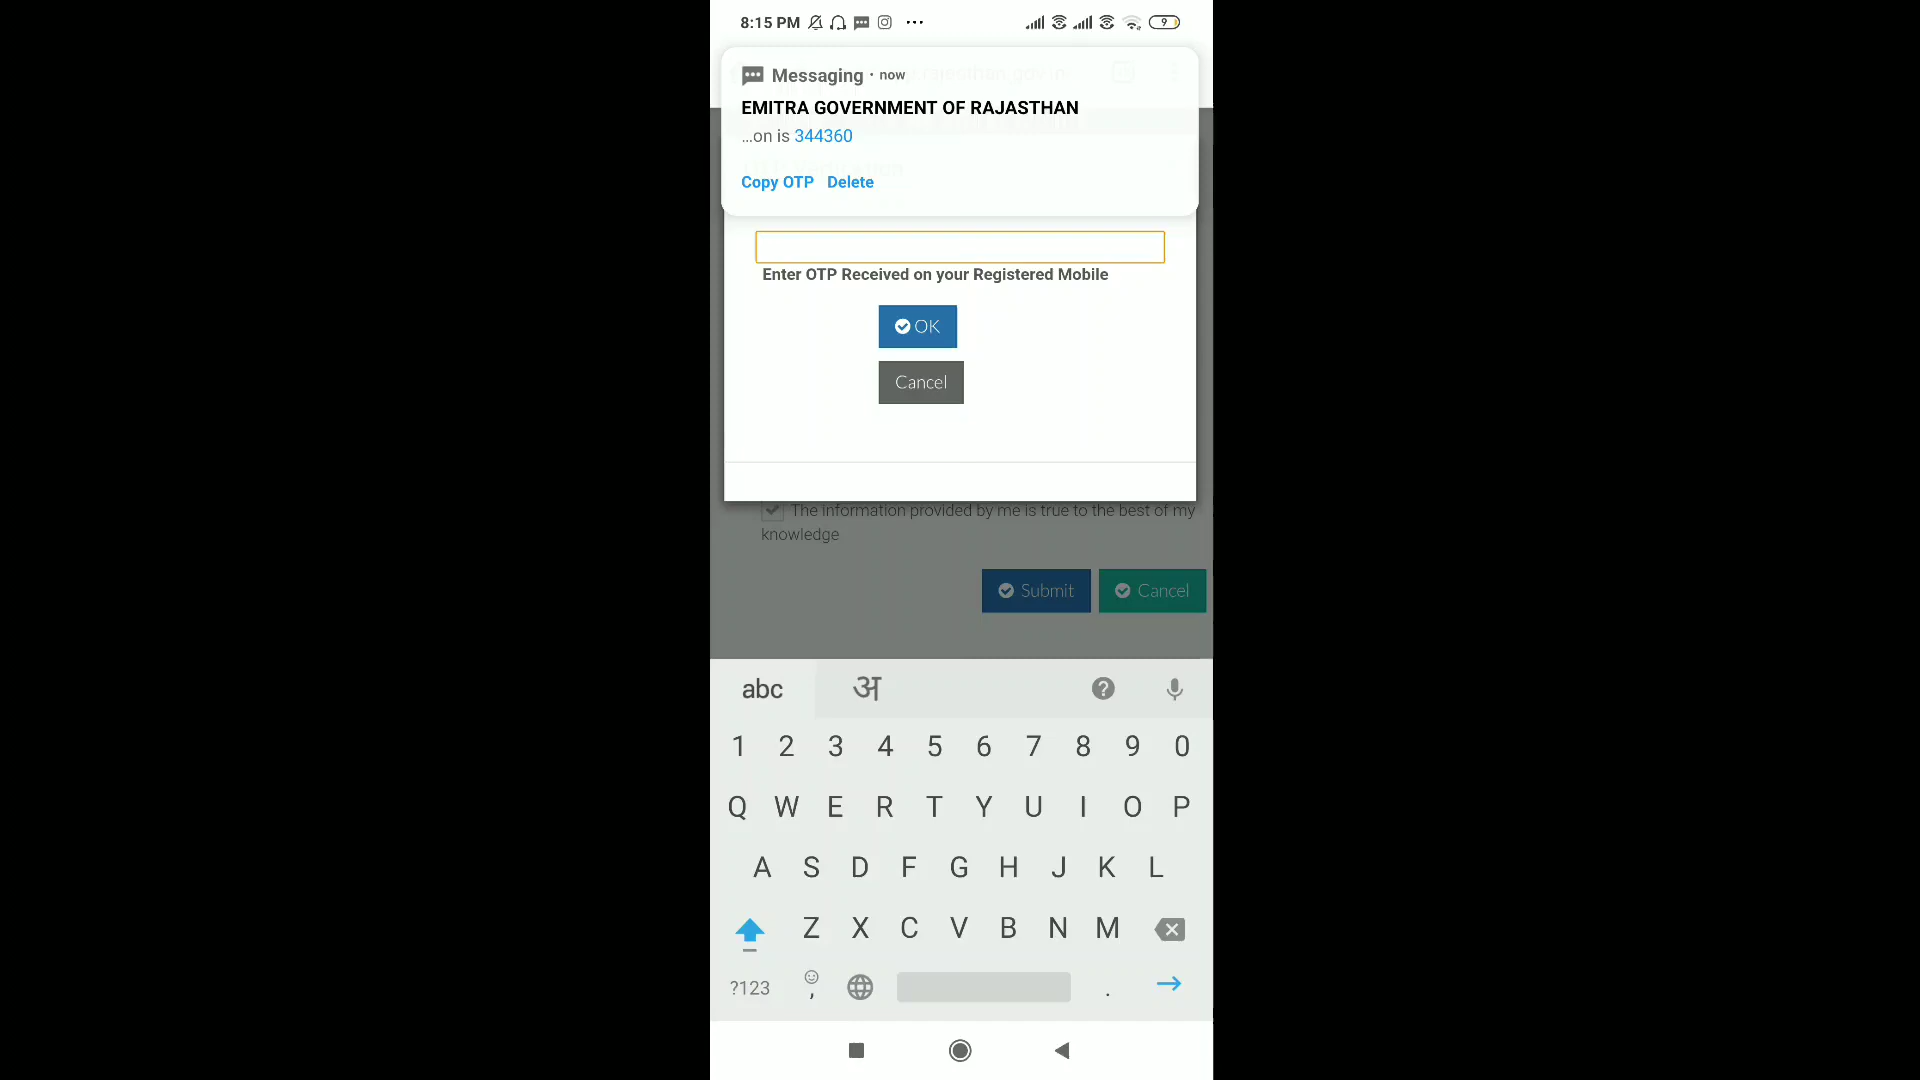 8:15 PM
9
Messaging · now
EMITRA GOVERNMENT OF RAJASTHAN
...on is 344360
Copy OTP Delete
Enter OTP Received on your Registered Mobile
OK
Cancel
The information provided by me is true to the best of my
knowledge
Submit Cancel
abc अ
1 2 3 4 5 6 7 8 9 0
Q W E R T Y U I O P
A S D F G H J K L
Z X C V B N M
?123 , .